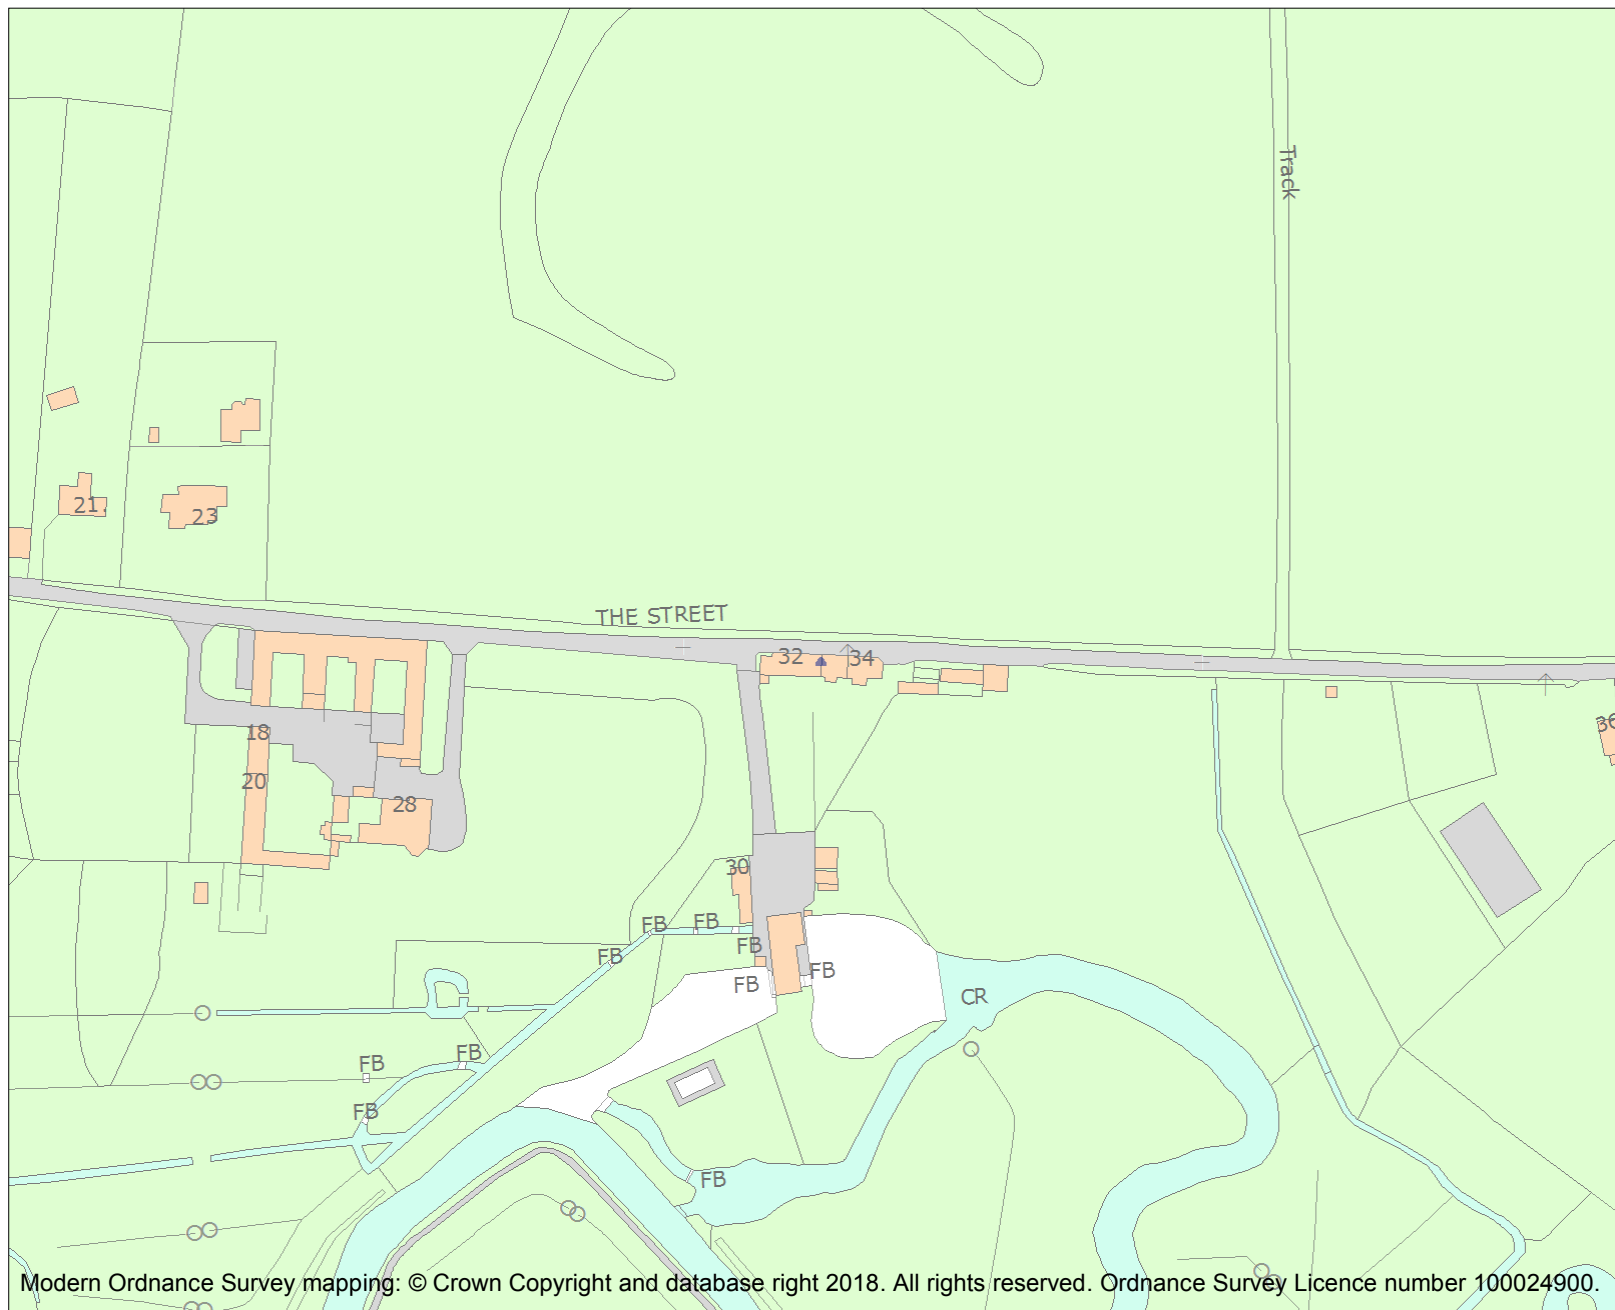 Track
21.
23
THE STREET
32
34
36
18
20
28
30
FB
FB
FB
FB
FB
FB
CR
FB
FB
FB
FB
Modern Ordnance Survey mapping: © Crown Copyright and database right 2018. All rights reserved. Ordnance Survey Licence number 100024900.